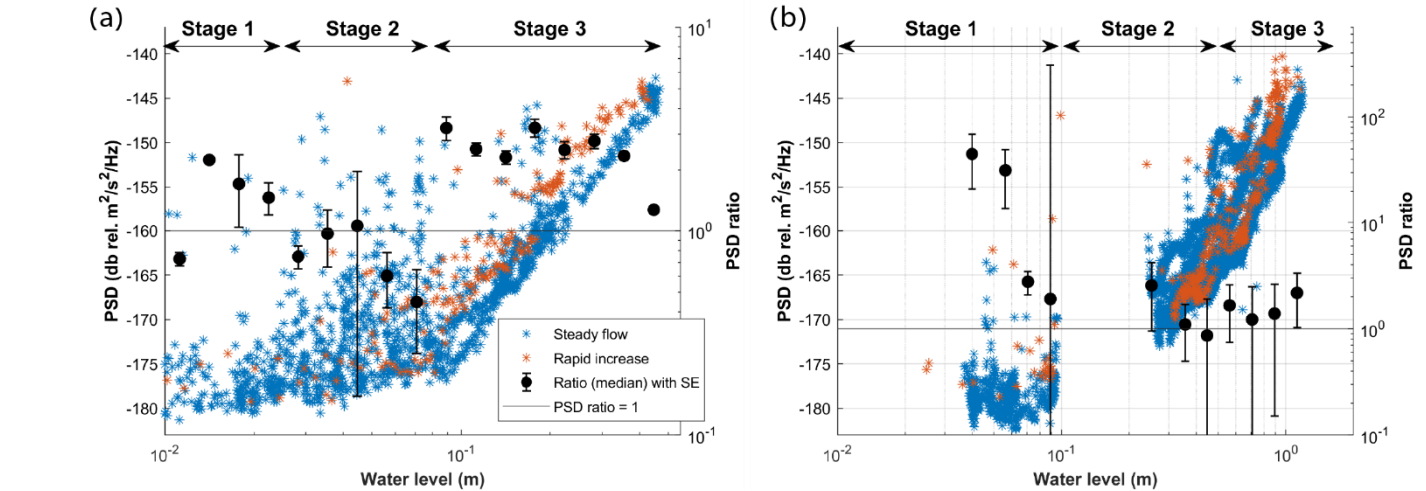 (a)
Stage 1 Stage 2 Stage 3
-140
-145
-150
-155
-160
-165
-170
-175
-180
PSD (db rel. m²/s²/Hz)
10¹
10⁰
10⁻¹
PSD ratio
Steady flow
Rapid increase
Ratio (median) with SE
PSD ratio = 1
10⁻² 10⁻¹
Water level (m)
(b)
Stage 1 Stage 2 Stage 3
-140
-145
-150
-155
-160
-165
-170
-175
-180
PSD (db rel. m²/s²/Hz)
10²
10¹
10⁰
10⁻¹
PSD ratio
10⁻² 10⁻¹ 10⁰
Water level (m)